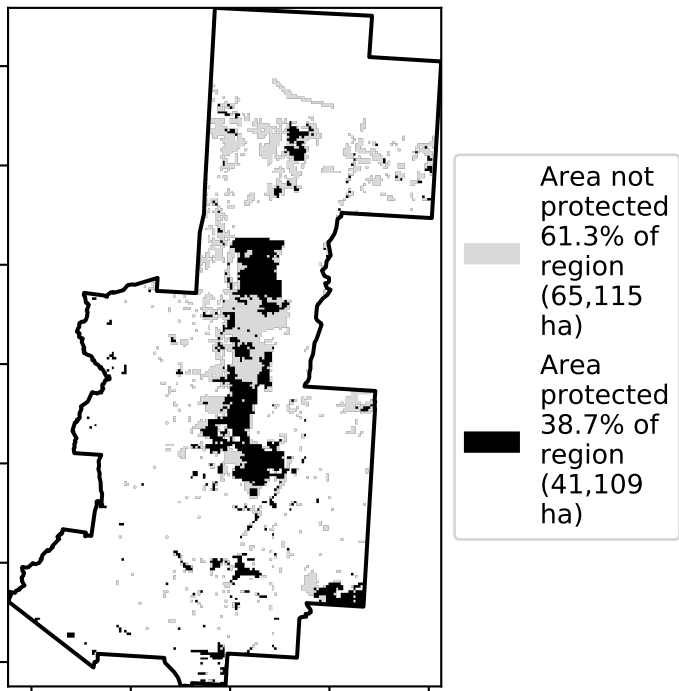 Area not
protected
61.3% of
region
(65,115
ha)
Area
protected
38.7% of
region
(41,109
ha)